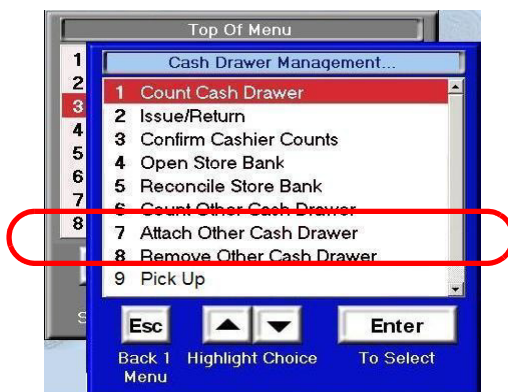 Top Of Menu
Cash Drawer Management...
1
2
3
4
5
6
7
8
1 Count Cash Drawer
2 Issue/Return
3 Confirm Cashier Counts
4 Open Store Bank
5 Reconcile Store Bank
6 Count Other Cash Drawer
7 Attach Other Cash Drawer
8 Remove Other Cash Drawer
9 Pick Up
Esc
Enter
S
Back 1 Highlight Choice To Select
Menu